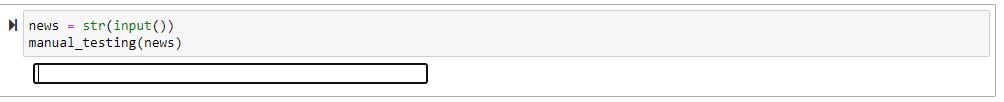 news = str(input())
manual_testing(news)